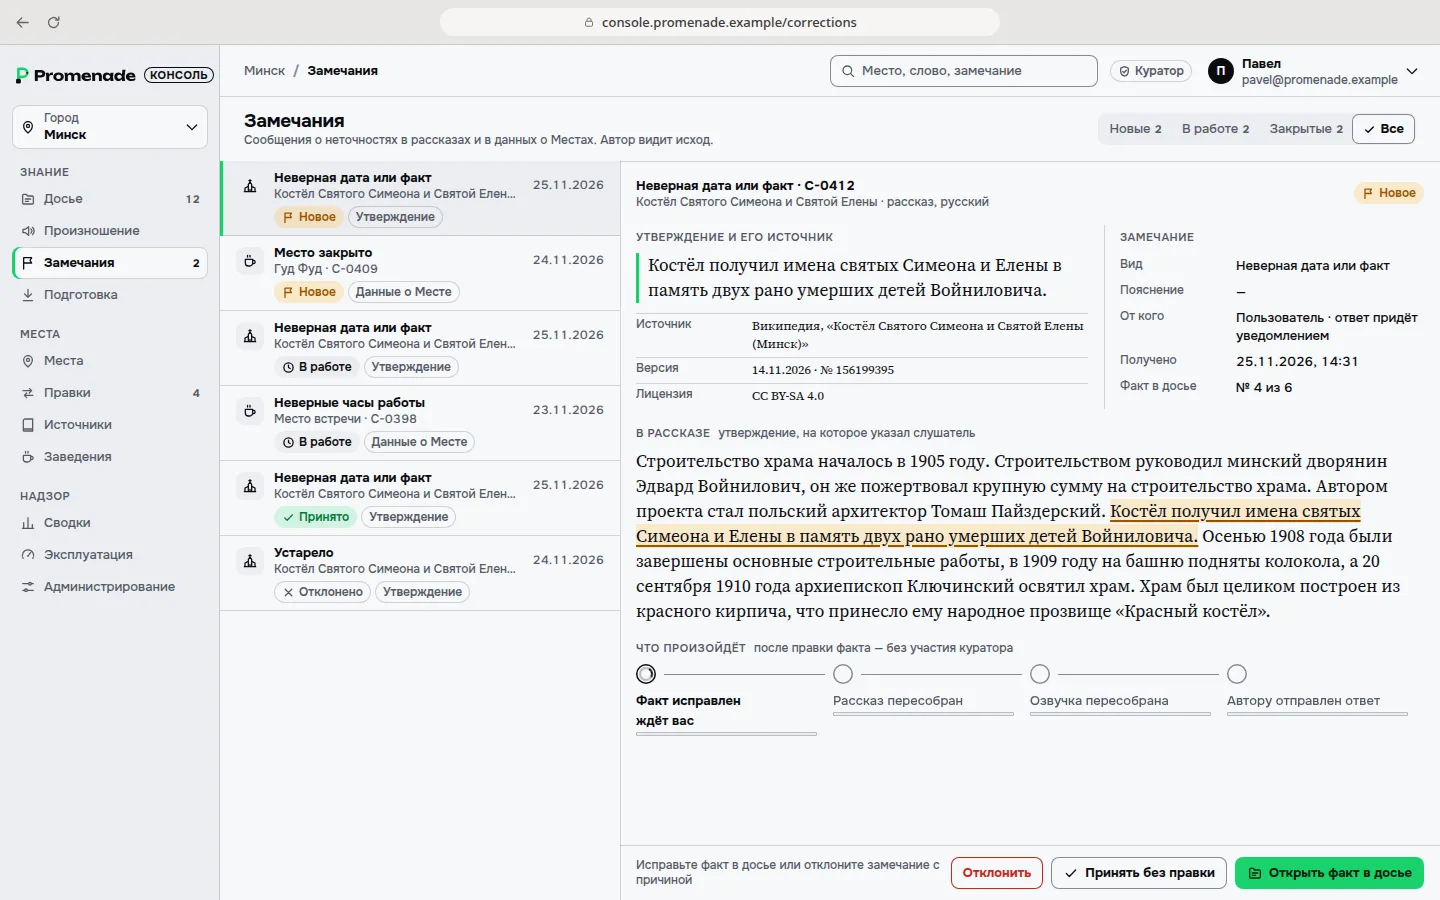 console.promenade.example/corrections
Promenade КОНСОЛЬ
Город
Минск
ЗНАНИЕ
Досье 12
Произношение
Замечания 2
Подготовка
МЕСТА
Места
Правки 4
Источники
Заведения
НАДЗОР
Сводки
Эксплуатация
Администрирование
Минск / Замечания
Место, слово, замечание
Куратор
П
Павел
pavel@promenade.example
Замечания
Сообщения о неточностях в рассказах и в данных о Местах. Автор видит исход.
Новые 2 В работе 2 Закрытые 2 Все
Неверная дата или факт 25.11.2026
Костёл Святого Симеона и Святой Елен...
Новое Утверждение
Место закрыто 24.11.2026
Гуд Фуд · C-0409
Новое Данные о Месте
Неверная дата или факт 25.11.2026
Костёл Святого Симеона и Святой Елен...
В работе Утверждение
Неверные часы работы 23.11.2026
Место встречи · C-0398
В работе Данные о Месте
Неверная дата или факт 25.11.2026
Костёл Святого Симеона и Святой Елен...
Принято Утверждение
Устарело 24.11.2026
Костёл Святого Симеона и Святой Елен...
Отклонено Утверждение
Неверная дата или факт · C-0412
Костёл Святого Симеона и Святой Елены · рассказ, русский
Новое
УТВЕРЖДЕНИЕ И ЕГО ИСТОЧНИК
Костёл получил имена святых Симеона и Елены в
память двух рано умерших детей Войниловича.
Источник Википедия, «Костёл Святого Симеона и Святой Елены
(Минск)»
Версия 14.11.2026 · № 156199395
Лицензия CC BY-SA 4.0
ЗАМЕЧАНИЕ
Вид Неверная дата или факт
Пояснение —
От кого Пользователь · ответ придёт
уведомлением
Получено 25.11.2026, 14:31
Факт в досье № 4 из 6
В РАССКАЗЕ утверждение, на которое указал слушатель
Строительство храма началось в 1905 году. Строительством руководил минский дворянин
Эдвард Войнилович, он же пожертвовал крупную сумму на строительство храма. Автором
проекта стал польский архитектор Томаш Пайздерский. Костёл получил имена святых
Симеона и Елены в память двух рано умерших детей Войниловича. Осенью 1908 года были
завершены основные строительные работы, в 1909 году на башню подняты колокола, а 20
сентября 1910 года архиепископ Ключинский освятил храм. Храм был целиком построен из
красного кирпича, что принесло ему народное прозвище «Красный костёл».
ЧТО ПРОИЗОЙДЁТ после правки факта — без участия куратора
Факт исправлен
ждёт вас
Рассказ пересобран
Озвучка пересобрана
Автору отправлен ответ
Исправьте факт в досье или отклоните замечание с
причиной
Отклонить
Принять без правки
Открыть факт в досье